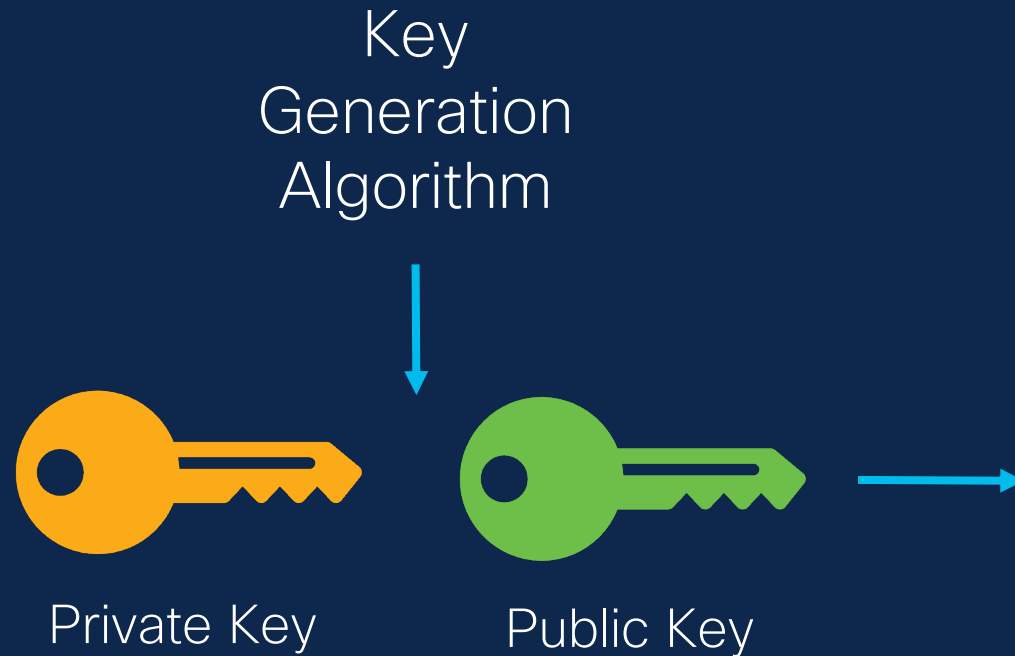 Key
Generation
Algorithm
Private Key
Public Key